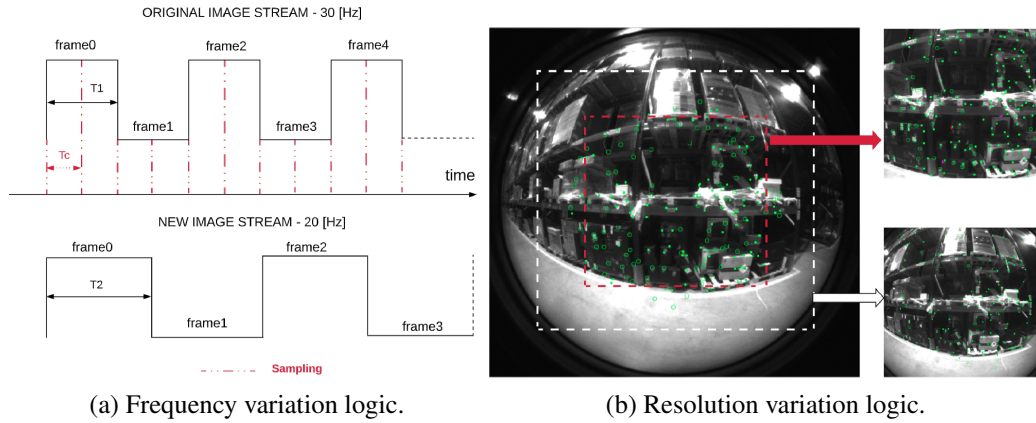 ORIGINAL IMAGE STREAM - 30 [Hz]
frame0
frame2
frame4
T1
frame1
frame3
Tc
time
NEW IMAGE STREAM - 20 [Hz]
frame0
frame2
T2
frame1
frame3
Sampling
(a) Frequency variation logic.
(b) Resolution variation logic.